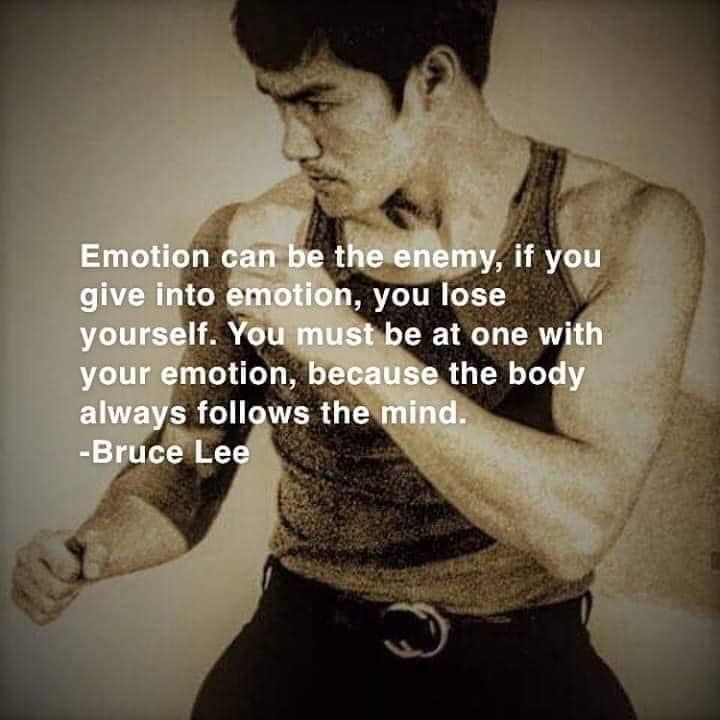 Emotion can be the enemy, if you
give into emotion, you lose
yourself. You must be at one with
your emotion, because the body
always follows the mind.
-Bruce Lee